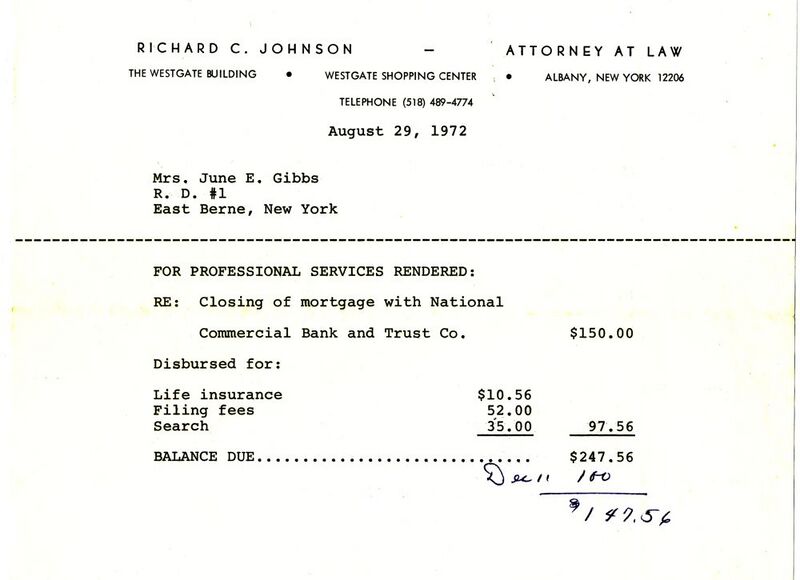 RICHARD C. JOHNSON — ATTORNEY AT LAW
THE WESTGATE BUILDING • WESTGATE SHOPPING CENTER • ALBANY, NEW YORK 12206
TELEPHONE (518) 489-4774
August 29, 1972
Mrs. June E. Gibbs
R. D. #1
East Berne, New York
FOR PROFESSIONAL SERVICES RENDERED:
RE: Closing of mortgage with National
Commercial Bank and Trust Co. $150.00
Disbursed for:
Life insurance $10.56
Filing fees 52.00
Search 35.00 97.56
BALANCE DUE............................. $247.56
Dec 11 100
$147.56